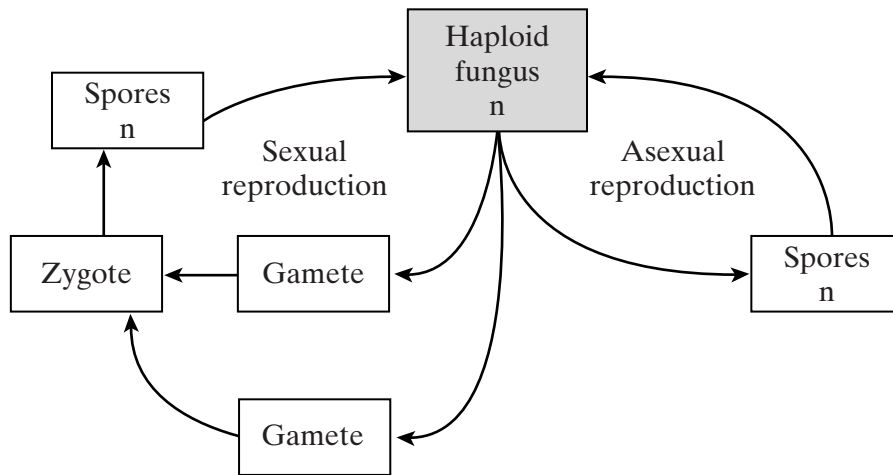 Haploid
fungus
n
Spores
n
Sexual
reproduction
Asexual
reproduction
Zygote
Gamete
Spores
n
Gamete